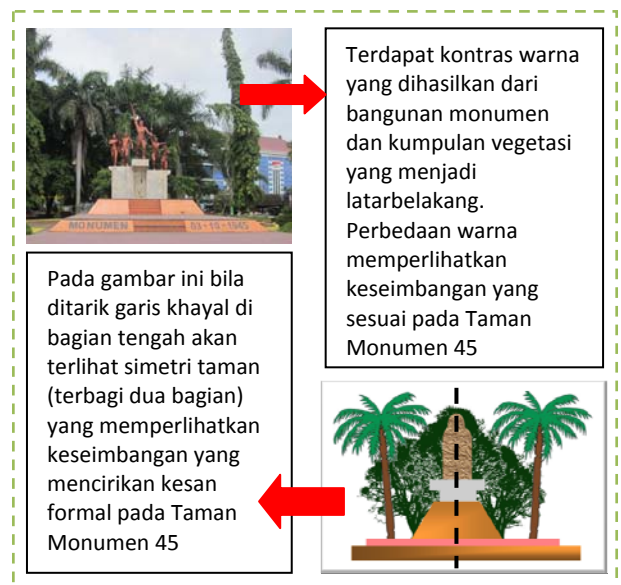 MONUMEN 03-10-1945
Terdapat kontras warna
yang dihasilkan dari
bangunan monumen
dan kumpulan vegetasi
yang menjadi
latarbelakang.
Perbedaan warna
memperlihatkan
keseimbangan yang
sesuai pada Taman
Monumen 45
Pada gambar ini bila
ditarik garis khayal di
bagian tengah akan
terlihat simetri taman
(terbagi dua bagian)
yang memperlihatkan
keseimbangan yang
mencirikan kesan
formal pada Taman
Monumen 45